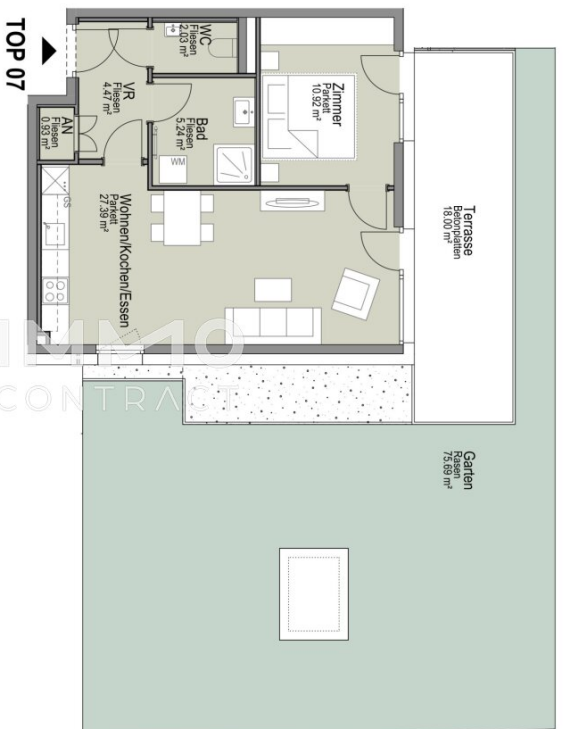 TOP 07
WC
Fliesen
2.03 m²
VR
Fliesen
4.47 m²
AN
Fliesen
0.93 m²
Bad
Fliesen
5.24 m²
WM
Zimmer
Parkett
10.92 m²
GS
Wohnen/Kochen/Essen
Parkett
27.39 m²
Terrasse
Betonplatten
18.00 m²
Garten
Rasen
75.69 m²
IMMO
CONTRACT